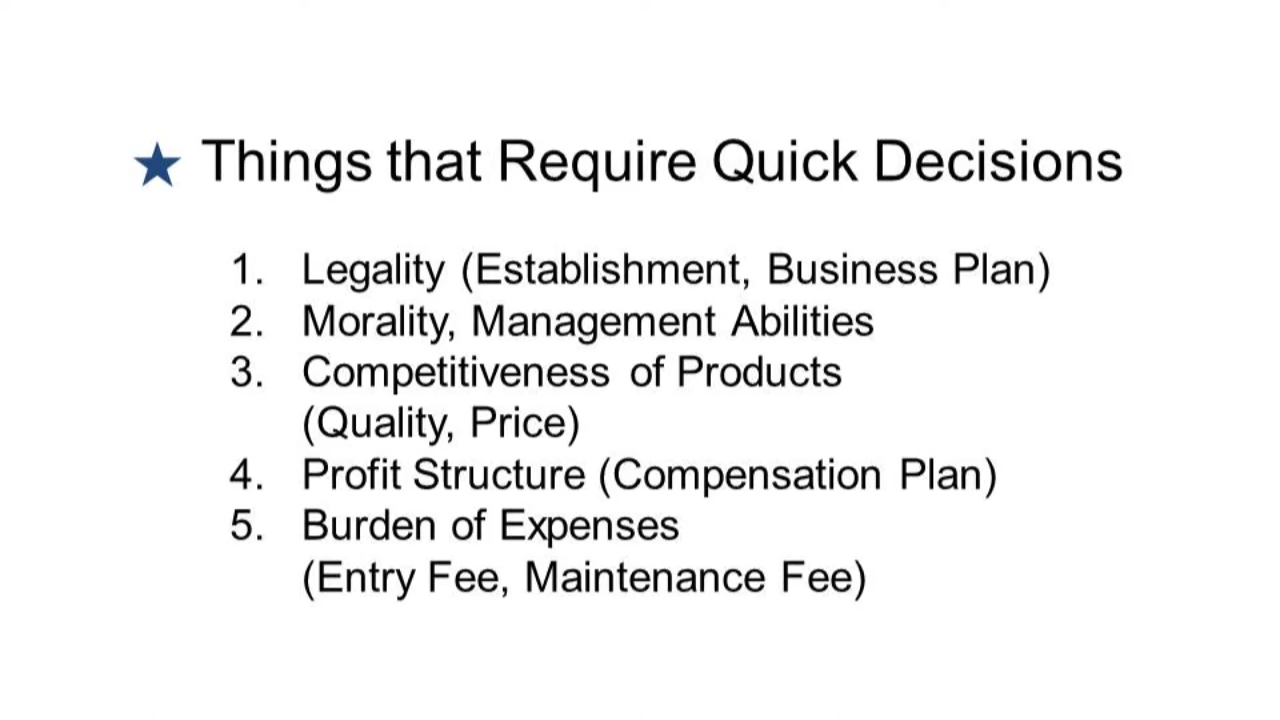 ★ Things that Require Quick Decisions
1. Legality (Establishment, Business Plan)
2. Morality, Management Abilities
3. Competitiveness of Products
(Quality, Price)
4. Profit Structure (Compensation Plan)
5. Burden of Expenses
(Entry Fee, Maintenance Fee)